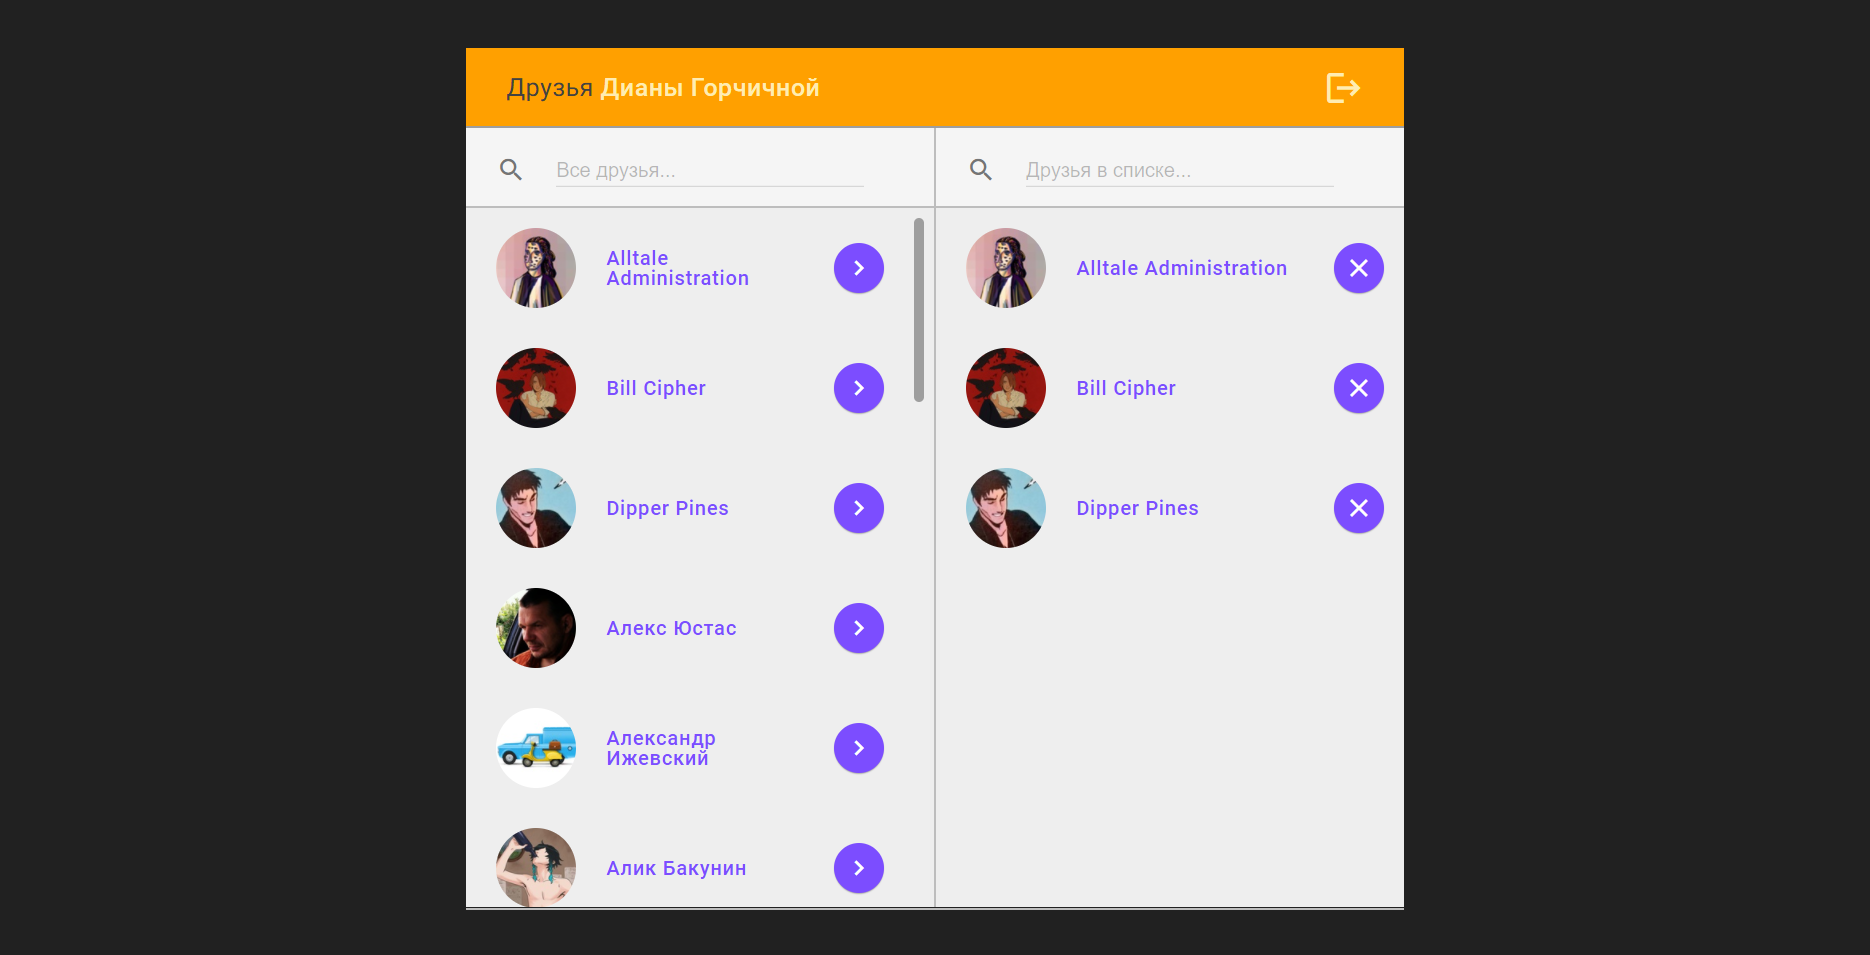 Друзья Дианы Горчичной
Все друзья...
Друзья в списке...
Alltale
Administration
Bill Cipher
Dipper Pines
Алекс Юстас
Александр
Ижевский
Алик Бакунин
Alltale Administration
Bill Cipher
Dipper Pines